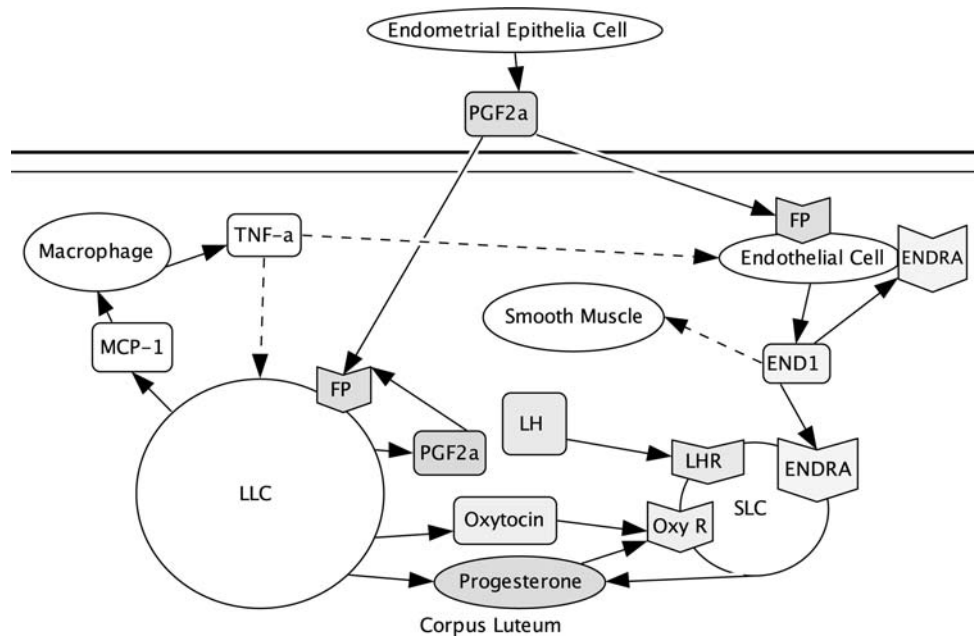 Endometrial Epithelia Cell
PGF2a
FP
TNF-a
Macrophage
Endothelial Cell
ENDRA
Smooth Muscle
MCP-1
END1
FP
LH
PGF2a
LHR
ENDRA
LLC
SLC
Oxytocin
Oxy R
Progesterone
Corpus Luteum